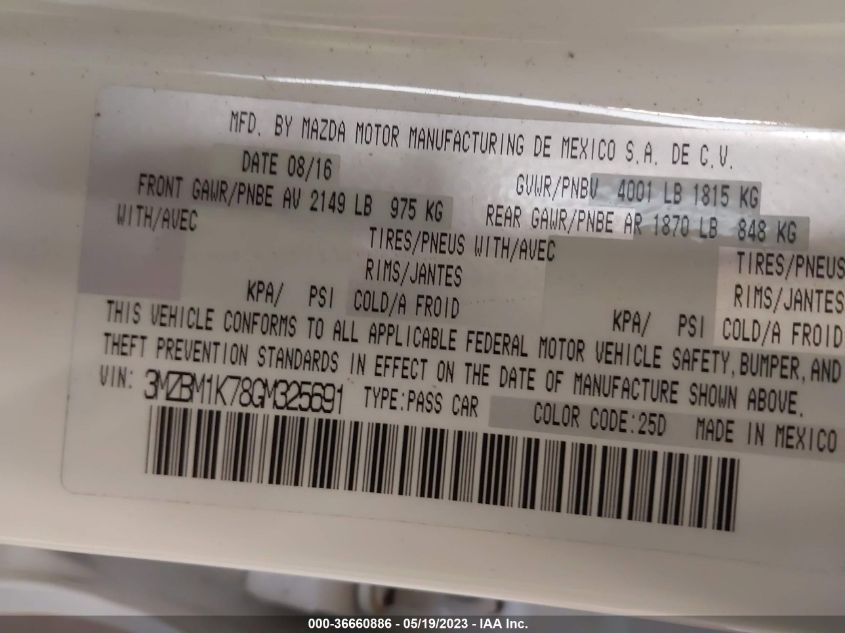 MFD. BY MAZDA MOTOR MANUFACTURING DE MEXICO S.A. DE C.V.
DATE 08/16 GVWR/PNBV 4001 LB 1815 KG
FRONT GAWR/PNBE AV 2149 LB 975 KG REAR GAWR/PNBE AR 1870 LB 848 KG
WITH/AVEC TIRES/PNEUS WITH/AVEC TIRES/PNEUS
RIMS/JANTES RIMS/JANTES
KPA/ PSI COLD/A FROID KPA/ PSI COLD/A FROID
THIS VEHICLE CONFORMS TO ALL APPLICABLE FEDERAL MOTOR VEHICLE SAFETY, BUMPER, AND
THEFT PREVENTION STANDARDS IN EFFECT ON THE DATE OF MANUFACTURE SHOWN ABOVE.
VIN: 3MZBM1K78GM325691 TYPE:PASS CAR COLOR CODE:25D MADE IN MEXICO
000-36660886 - 05/19/2023 - IAA Inc.